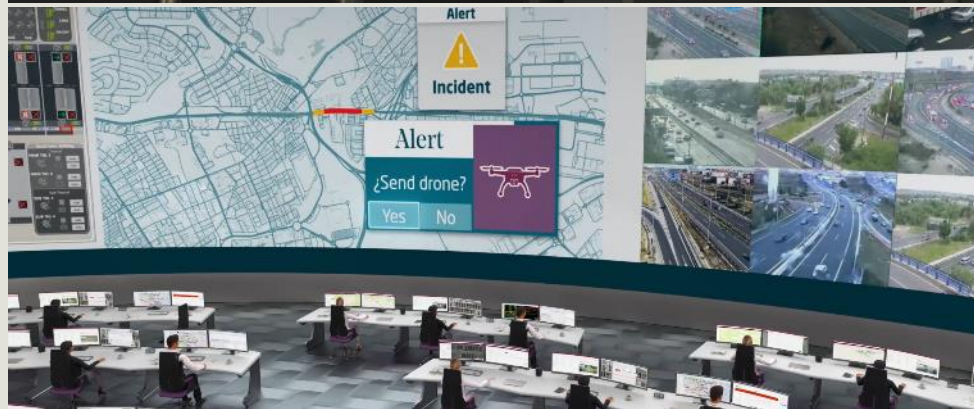 Alert
Incident
Alert
¿Send drone?
Yes
No